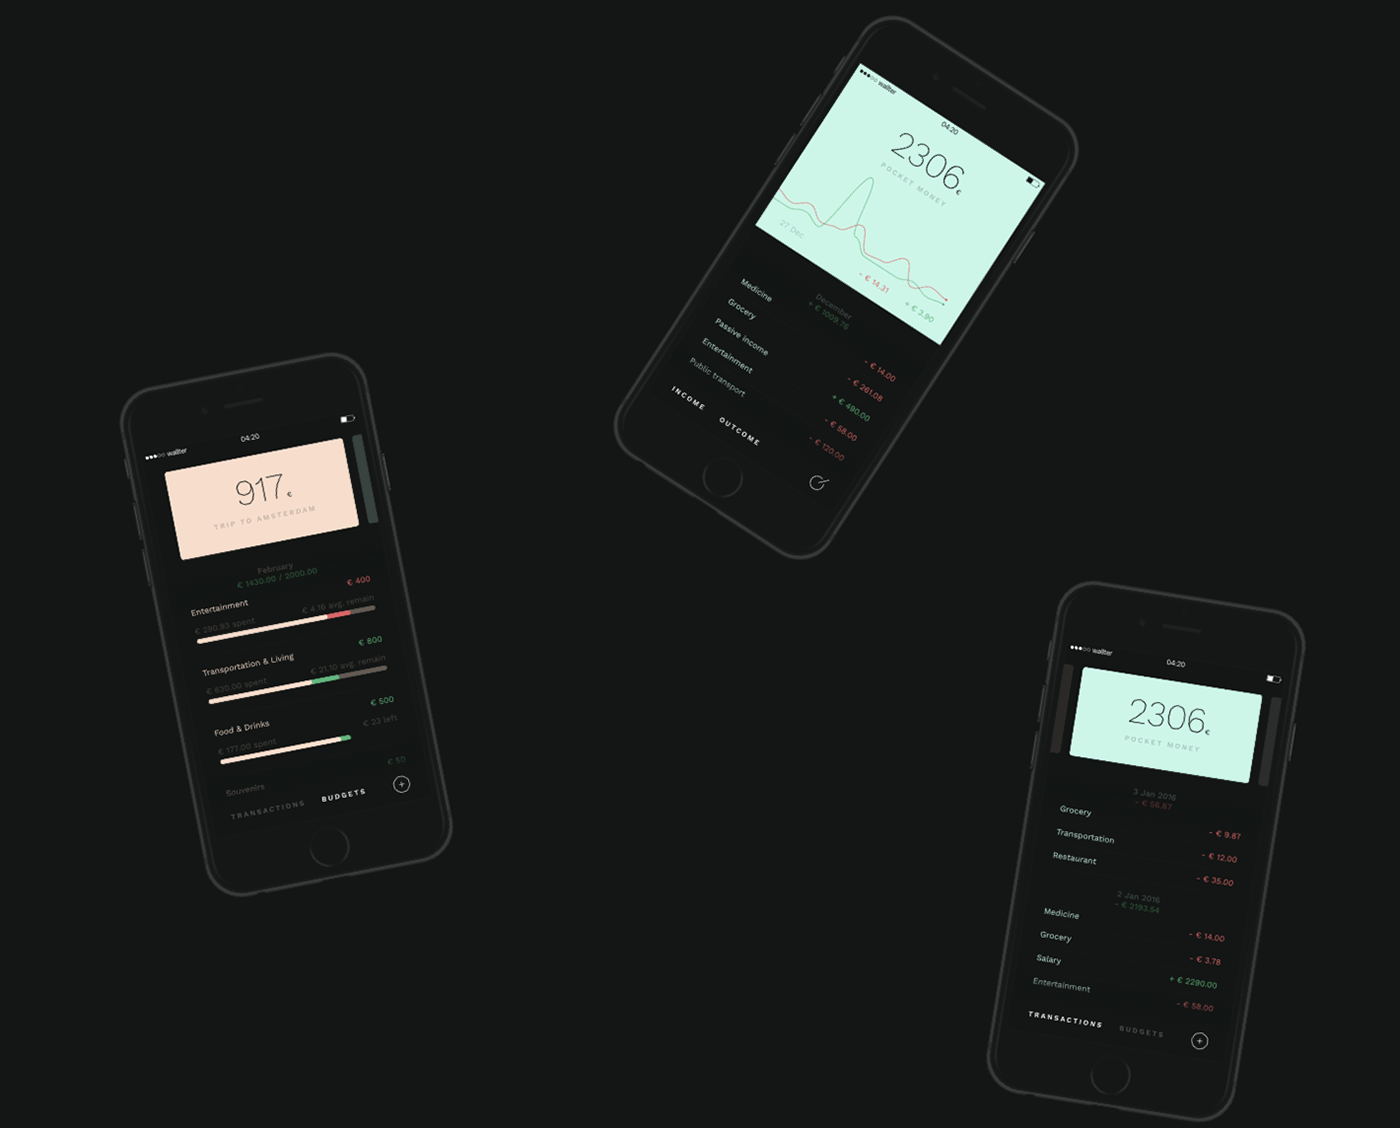 wallter
04:20
917 €
TRIP TO AMSTERDAM
February
€ 1430.00 / 2000.00
Entertainment € 400
€ 280.83 spent € 4.16 avg. remain
Transportation & Living € 800
€ 630.00 spent € 21.10 avg. remain
Food & Drinks € 500
€ 177.00 spent € 23 left
Souvenirs € 50
TRANSACTIONS BUDGETS
wallter
04:20
2306 €
POCKET MONEY
27 Dec
- € 14.31
+ € 3.90
December
+ € 1009.76
Medicine - € 14.00
Grocery - € 261.08
Passive income + € 490.00
Entertainment - € 58.00
Public transport - € 120.00
INCOME OUTCOME
wallter
04:20
2306 €
POCKET MONEY
3 Jan 2016
- € 56.87
Grocery - € 9.87
Transportation - € 12.00
Restaurant - € 35.00
2 Jan 2016
- € 2193.54
Medicine - € 14.00
Grocery - € 3.78
Salary + € 2290.00
Entertainment - € 58.00
TRANSACTIONS BUDGETS